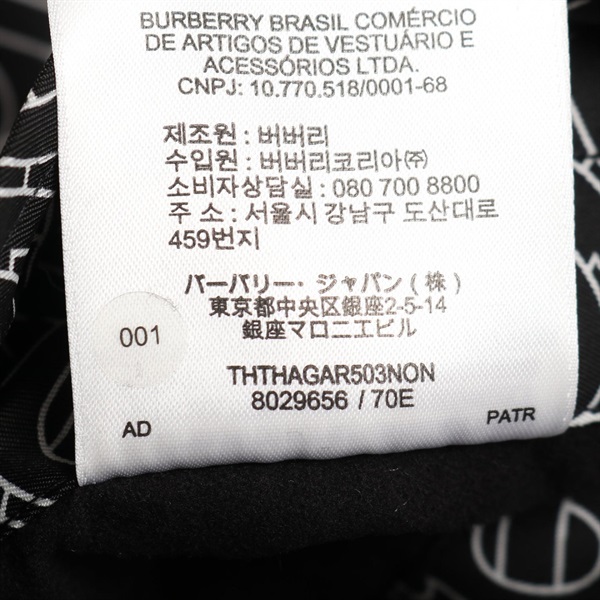 BURBERRY BRASIL COMÉRCIO
DE ARTIGOS DE VESTUÁRIO E
ACESSÓRIOS LTDA.
CNPJ: 10.770.518/0001-68
제조원 : 버버리
수입원 : 버버리코리아㈜
소비자상담실 : 080 700 8800
주 소 : 서울시 강남구 도산대로
459번지
バーバリー・ジャパン ( 株 )
東京都中央区銀座2-5-14
銀座マロニエビル
001
THTHAGAR503NON
8029656 / 70E
AD
PATR